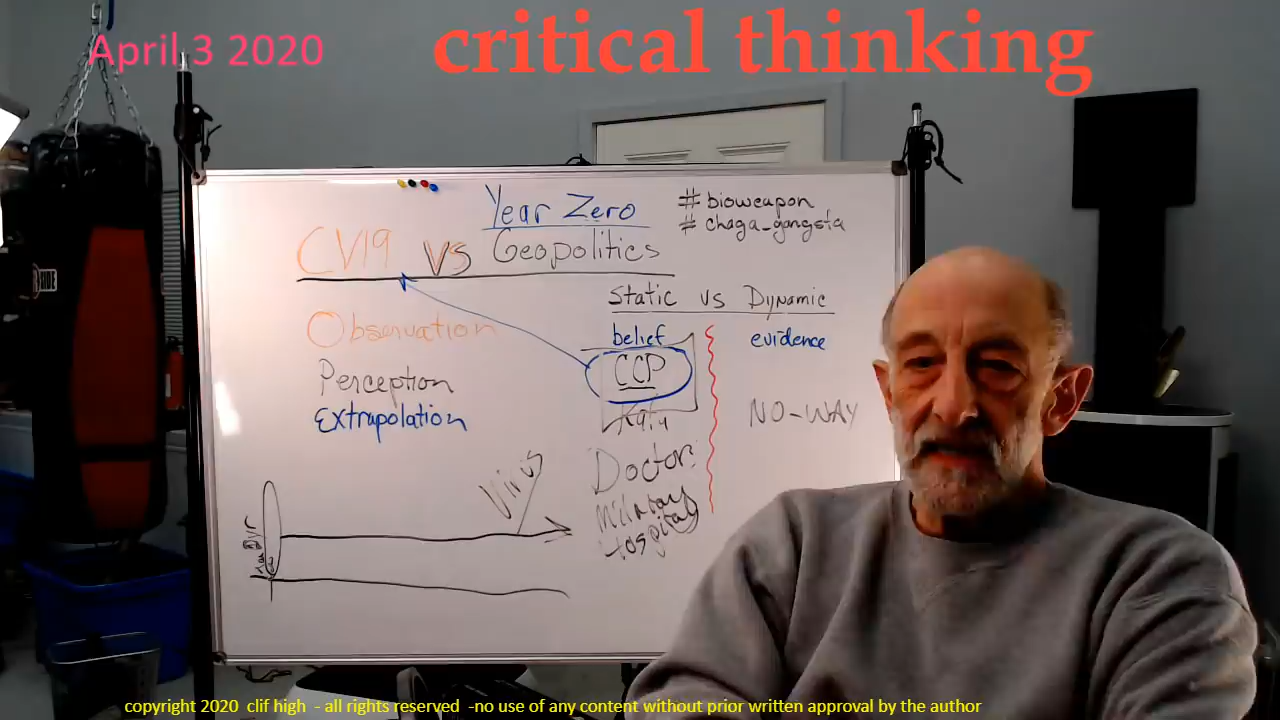 April 3 2020
critical thinking
Year Zero
# bioweapon
# chaga_gangsta
CV19 VS Geopolitics
Static vs Dynamic
Observation
belief
evidence
CCP
Perception
Extrapolation
NO-WAY
Doctor
Virus
Military
Hospital
copyright 2020 clif high - all rights reserved -no use of any content without prior written approval by the author